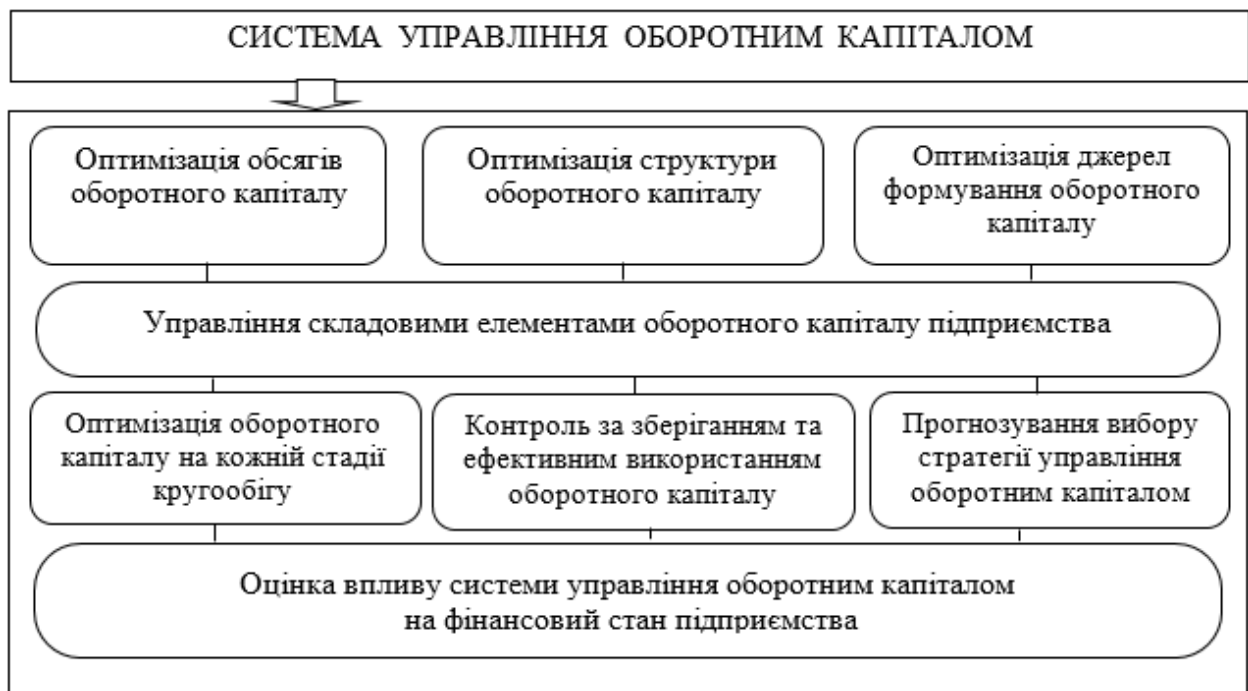 СИСТЕМА УПРАВЛІННЯ ОБОРОТНИМ КАПІТАЛОМ
Оптимізація обсягів
оборотного капіталу
Оптимізація структури
оборотного капіталу
Оптимізація джерел
формування оборотного
капіталу
Управління складовими елементами оборотного капіталу підприємства
Оптимізація оборотного
капіталу на кожній стадії
кругообігу
Контроль за зберіганням та
ефективним використанням
оборотного капіталу
Прогнозування вибору
стратегії управління
оборотним капіталом
Оцінка впливу системи управління оборотним капіталом
на фінансовий стан підприємства